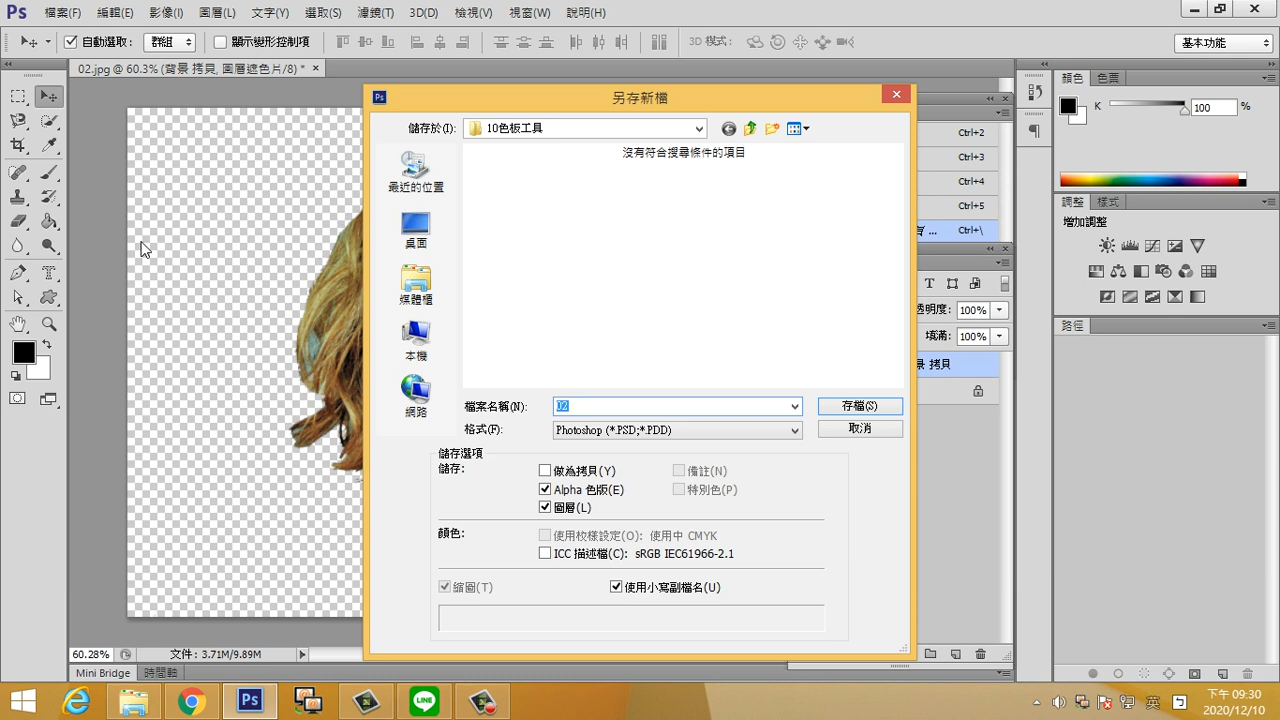 Ps
檔案(F)
編輯(E)
影像(I)
圖層(L)
文字(Y)
選取(S)
濾鏡(T)
3D(D)
檢視(V)
視窗(W)
說明(H)
自動選取：
群組
顯示變形控制項
3D 模式：
基本功能
02.jpg @ 60.3% (背景 拷貝, 圖層遮色片/8) *
另存新檔
儲存於(I):
10色板工具
沒有符合搜尋條件的項目
最近的位置
桌面
媒體櫃
本機
網路
檔案名稱(N):
02
存檔(S)
格式(F):
Photoshop (*.PSD;*.PDD)
取消
儲存選項
儲存:
做為拷貝(Y)
備註(N)
Alpha 色版(E)
特別色(P)
圖層(L)
顏色:
使用校樣設定(O): 使用中 CMYK
ICC 描述檔(C): sRGB IEC61966-2.1
縮圖(T)
使用小寫副檔名(U)
Ctrl+2
Ctrl+3
Ctrl+4
Ctrl+5
Ctrl+\
透明度:
100%
填滿:
100%
景 拷貝
顏色
色票
K
100
%
調整
樣式
增加調整
路徑
60.28%
文件：3.71M/9.89M
Mini Bridge
時間軸
Ps
LINE
英
下午 09:30
2020/12/10